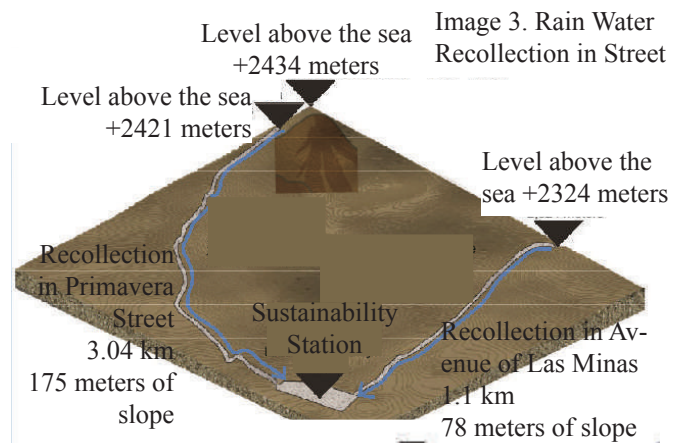 Level above the sea
+2434 meters
Image 3. Rain Water
Recollection in Street
Level above the sea
+2421 meters
Level above the
sea +2324 meters
Recollection
in Primavera
Street
3.04 km
175 meters of
slope
Sustainability
Station
Recollection in Av-
enue of Las Minas
1.1 km
78 meters of slope